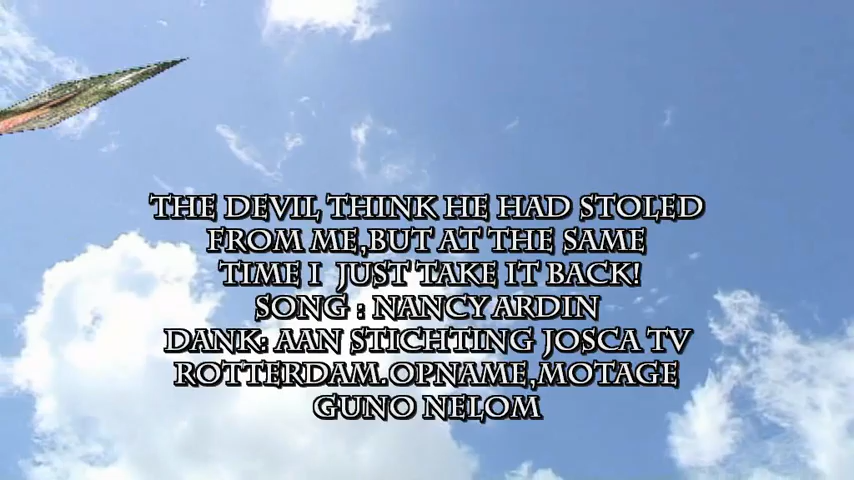 THE DEVIL THINK HE HAD STOLED
FROM ME,BUT AT THE SAME
TIME I JUST TAKE IT BACK!
SONG : NANCY ARDIN
DANK: AAN STICHTING JOSCA TV
ROTTERDAM.OPNAME,MOTAGE
GUNO NELOM